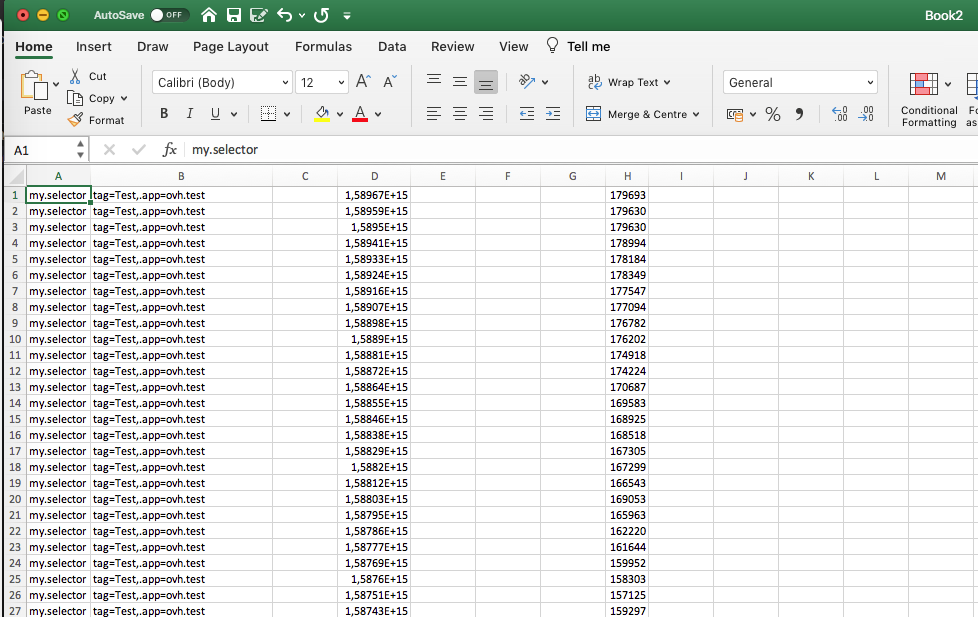 AutoSave OFF Book2
Home Insert Draw Page Layout Formulas Data Review View Tell me
Cut
Copy
Paste Format
Calibri (Body) 12 A A
B I U A
ab Wrap Text
Merge & Centre
General
% .00 .00
Conditional
Formatting as
A1 fx my.selector
A B C D E F G H I J K L M
1 my.selector tag=Test,.app=ovh.test 1,58967E+15 179693
2 my.selector tag=Test,.app=ovh.test 1,58959E+15 179630
3 my.selector tag=Test,.app=ovh.test 1,5895E+15 179630
4 my.selector tag=Test,.app=ovh.test 1,58941E+15 178994
5 my.selector tag=Test,.app=ovh.test 1,58933E+15 178184
6 my.selector tag=Test,.app=ovh.test 1,58924E+15 178349
7 my.selector tag=Test,.app=ovh.test 1,58916E+15 177547
8 my.selector tag=Test,.app=ovh.test 1,58907E+15 177094
9 my.selector tag=Test,.app=ovh.test 1,58898E+15 176782
10 my.selector tag=Test,.app=ovh.test 1,5889E+15 176202
11 my.selector tag=Test,.app=ovh.test 1,58881E+15 174918
12 my.selector tag=Test,.app=ovh.test 1,58872E+15 174224
13 my.selector tag=Test,.app=ovh.test 1,58864E+15 170687
14 my.selector tag=Test,.app=ovh.test 1,58855E+15 169583
15 my.selector tag=Test,.app=ovh.test 1,58846E+15 168925
16 my.selector tag=Test,.app=ovh.test 1,58838E+15 168518
17 my.selector tag=Test,.app=ovh.test 1,58829E+15 167305
18 my.selector tag=Test,.app=ovh.test 1,5882E+15 167299
19 my.selector tag=Test,.app=ovh.test 1,58812E+15 166543
20 my.selector tag=Test,.app=ovh.test 1,58803E+15 169053
21 my.selector tag=Test,.app=ovh.test 1,58795E+15 165963
22 my.selector tag=Test,.app=ovh.test 1,58786E+15 162220
23 my.selector tag=Test,.app=ovh.test 1,58777E+15 161644
24 my.selector tag=Test,.app=ovh.test 1,58769E+15 159952
25 my.selector tag=Test,.app=ovh.test 1,5876E+15 158303
26 my.selector tag=Test,.app=ovh.test 1,58751E+15 157125
27 my.selector tag=Test,.app=ovh.test 1,58743E+15 159297